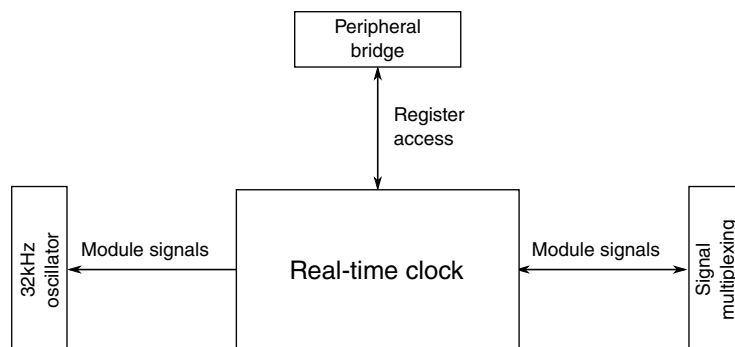 Peripheral
bridge
Register
access
32kHz
oscillator
Module signals
Real-time clock
Module signals
Signal
multiplexing